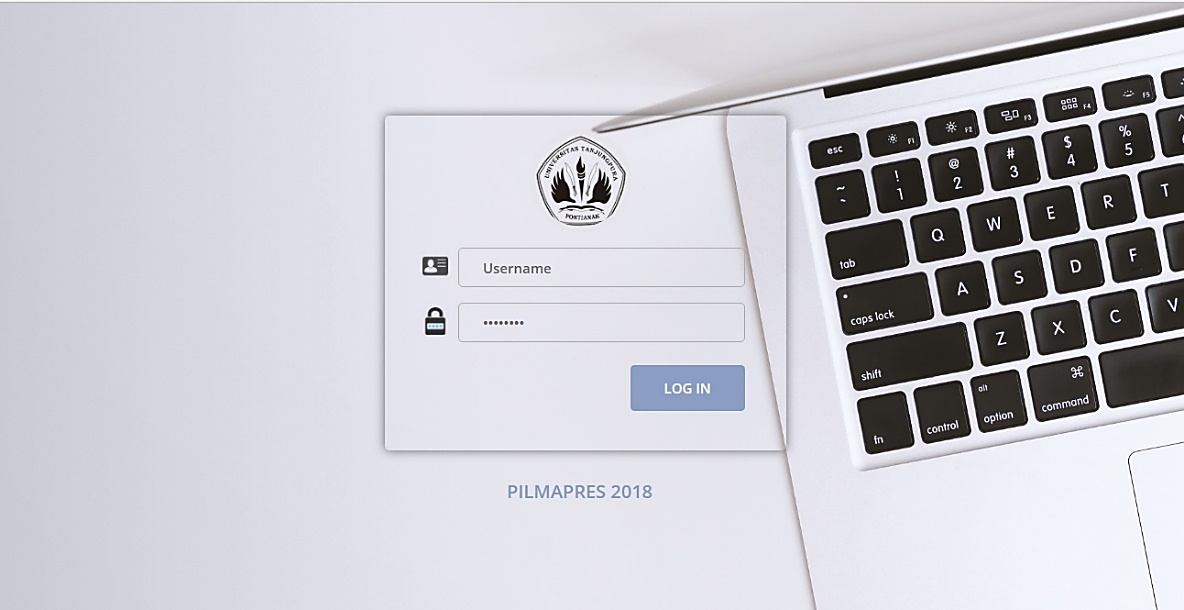 UNIVERSITAS TANJUNGPURA
PONTIANAK
Username
••••••••
LOG IN
PILMAPRES 2018
esc F1 F2 F3 F4 F5
~ ` ! 1 @ 2 # 3 $ 4 % 5
tab Q W E R T
caps lock A S D F
shift Z X C V
fn control alt option ⌘ command